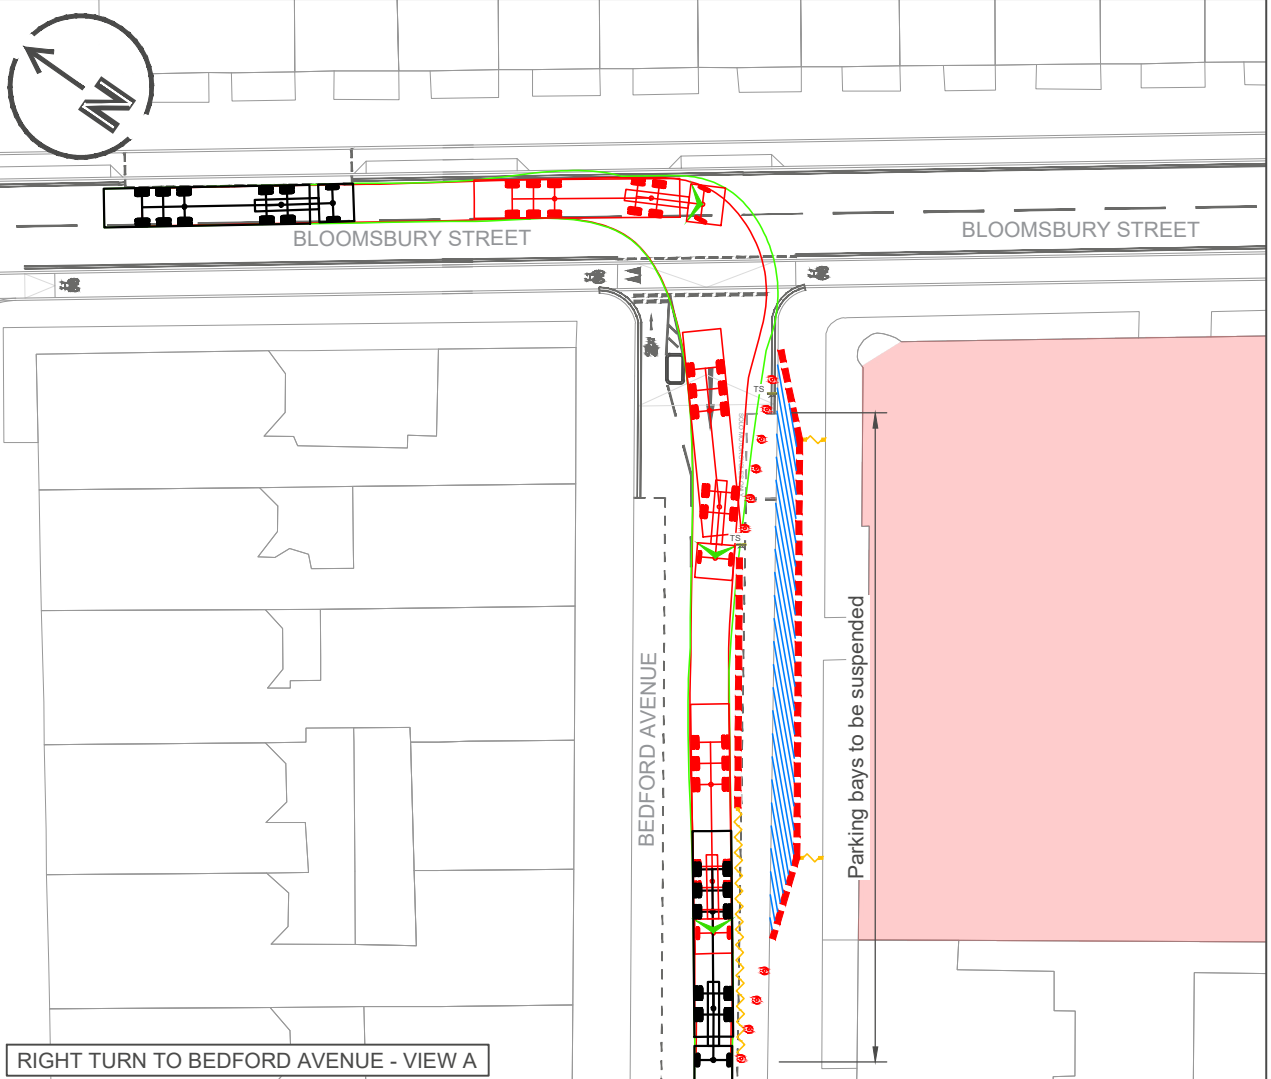 N
BLOOMSBURY STREET
BLOOMSBURY STREET
TS
TS
Parking bays to be suspended
BEDFORD AVENUE
RIGHT TURN TO BEDFORD AVENUE - VIEW A